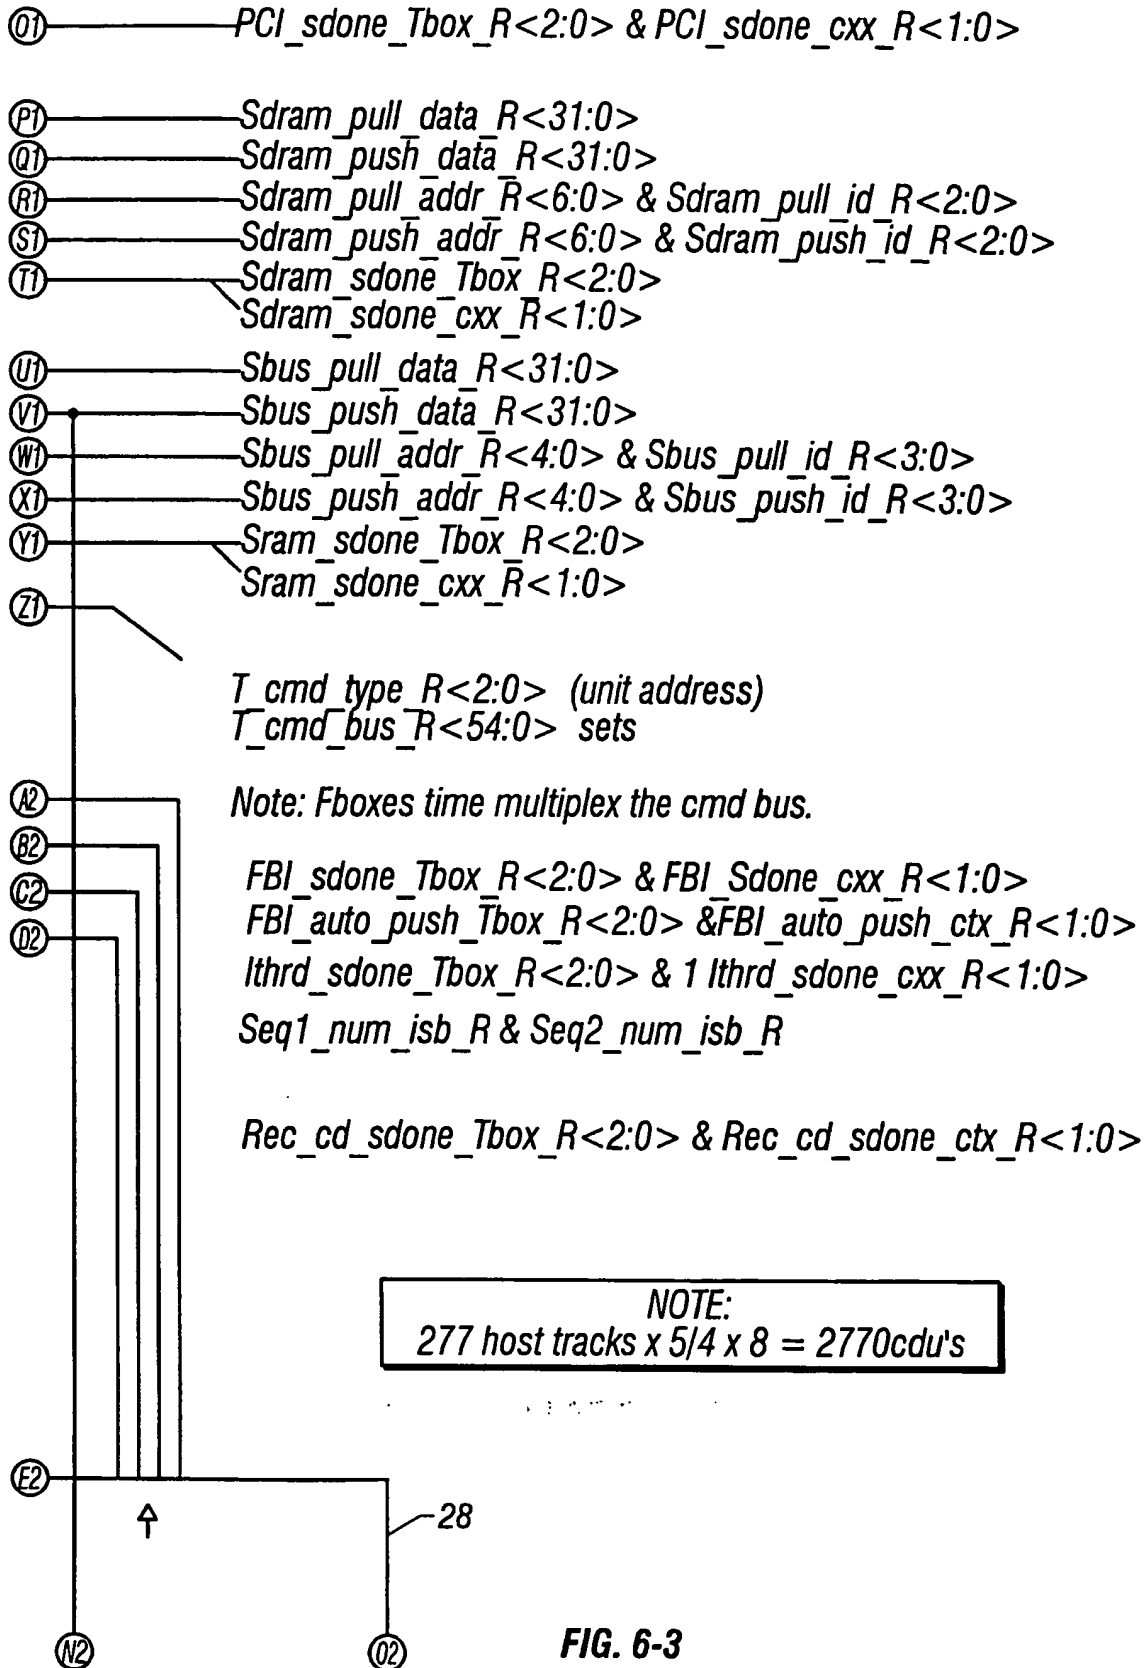 O1 PCI_sdone_Tbox_R<2:0> & PCI_sdone_cxx_R<1:0>
P1 Sdram_pull_data_R<31:0>
Q1 Sdram_push_data_R<31:0>
R1 Sdram_pull_addr_R<6:0> & Sdram_pull_id_R<2:0>
S1 Sdram_push_addr_R<6:0> & Sdram_push_id_R<2:0>
T1 Sdram_sdone_Tbox_R<2:0>
Sdram_sdone_cxx_R<1:0>
U1 Sbus_pull_data_R<31:0>
V1 Sbus_push_data_R<31:0>
W1 Sbus_pull_addr_R<4:0> & Sbus_pull_id_R<3:0>
X1 Sbus_push_addr_R<4:0> & Sbus_push_id_R<3:0>
Y1 Sram_sdone_Tbox_R<2:0>
Sram_sdone_cxx_R<1:0>
Z1
T_cmd_type_R<2:0> (unit address)
T_cmd_bus_R<54:0> sets
A2 Note: Fboxes time multiplex the cmd bus.
B2
C2 FBI_sdone_Tbox_R<2:0> & FBI_Sdone_cxx_R<1:0>
D2 FBI_auto_push_Tbox_R<2:0> &FBI_auto_push_ctx_R<1:0>
Ithrd_sdone_Tbox_R<2:0> & 1 Ithrd_sdone_cxx_R<1:0>
Seq1_num_isb_R & Seq2_num_isb_R
Rec_cd_sdone_Tbox_R<2:0> & Rec_cd_sdone_ctx_R<1:0>
NOTE:
277 host tracks x 5/4 x 8 = 2770cdu's
E2
28
N2 O2 FIG. 6-3